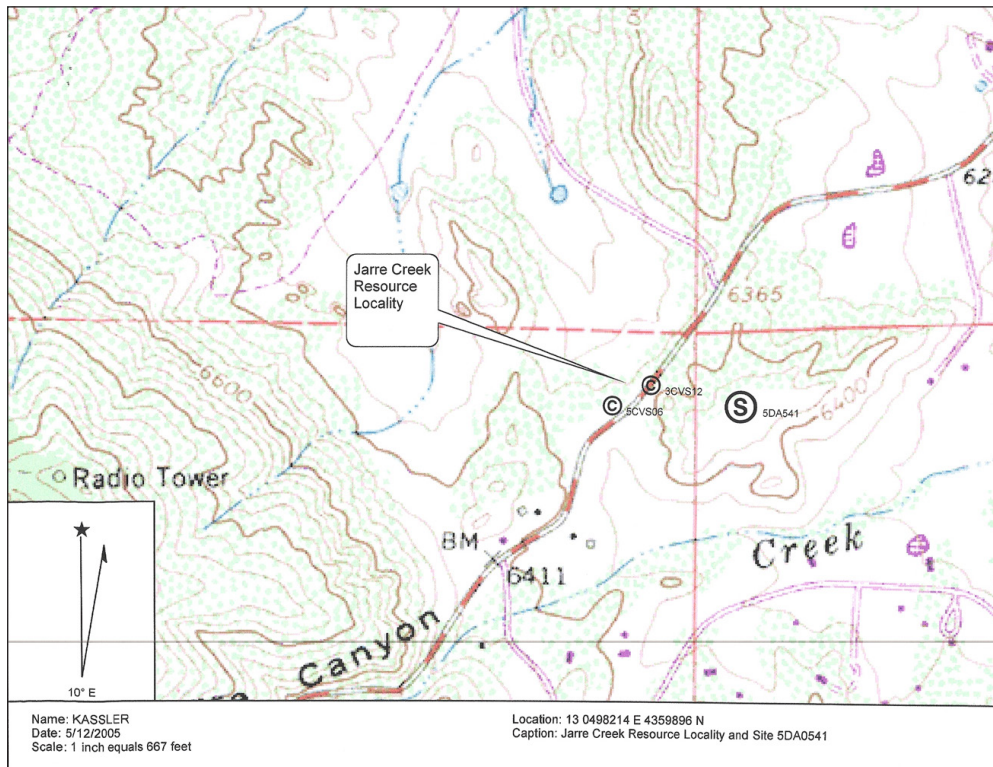 Jarre Creek
Resource
Locality
6365
6600
C 3CVS12
C 5CVS06
S 5DA541
6400
Radio Tower
BM
6411
Creek
Canyon
10° E
Name: KASSLER
Date: 5/12/2005
Scale: 1 inch equals 667 feet
Location: 13 0498214 E 4359896 N
Caption: Jarre Creek Resource Locality and Site 5DA0541